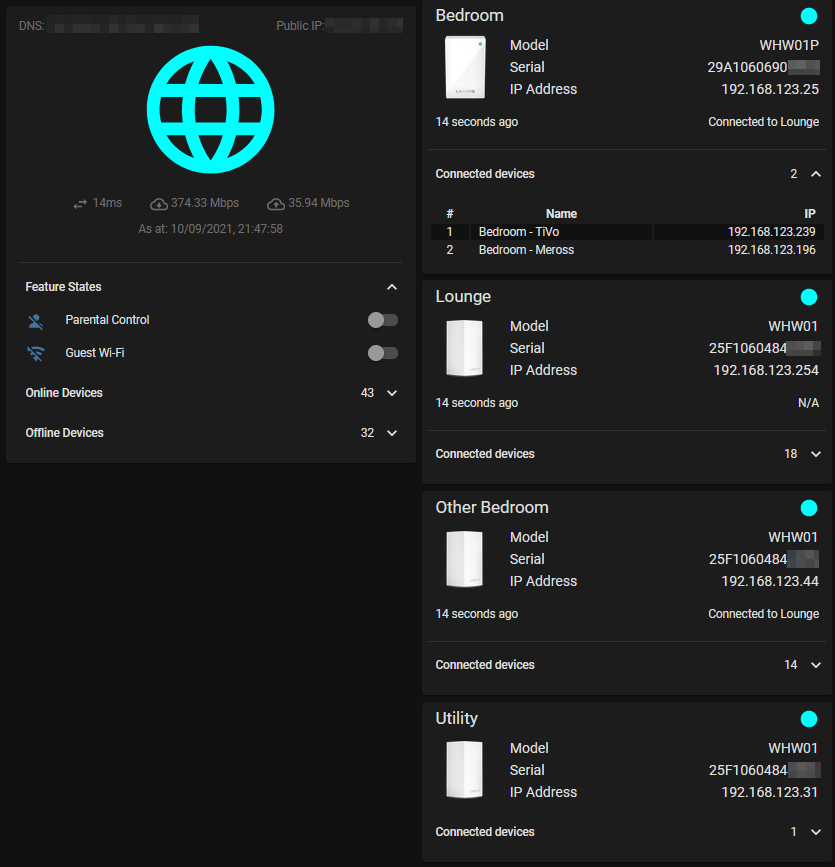 DNS:
Public IP:
14ms 374.33 Mbps 35.94 Mbps
As at: 10/09/2021, 21:47:58
Feature States
Parental Control
Guest Wi-Fi
Online Devices 43
Offline Devices 32
Bedroom
Model WHW01P
Serial 29A1060690
IP Address 192.168.123.25
14 seconds ago Connected to Lounge
Connected devices 2
# Name IP
1 Bedroom - TiVo 192.168.123.239
2 Bedroom - Meross 192.168.123.196
Lounge
Model WHW01
Serial 25F1060484
IP Address 192.168.123.254
14 seconds ago N/A
Connected devices 18
Other Bedroom
Model WHW01
Serial 25F1060484
IP Address 192.168.123.44
14 seconds ago Connected to Lounge
Connected devices 14
Utility
Model WHW01
Serial 25F1060484
IP Address 192.168.123.31
Connected devices 1